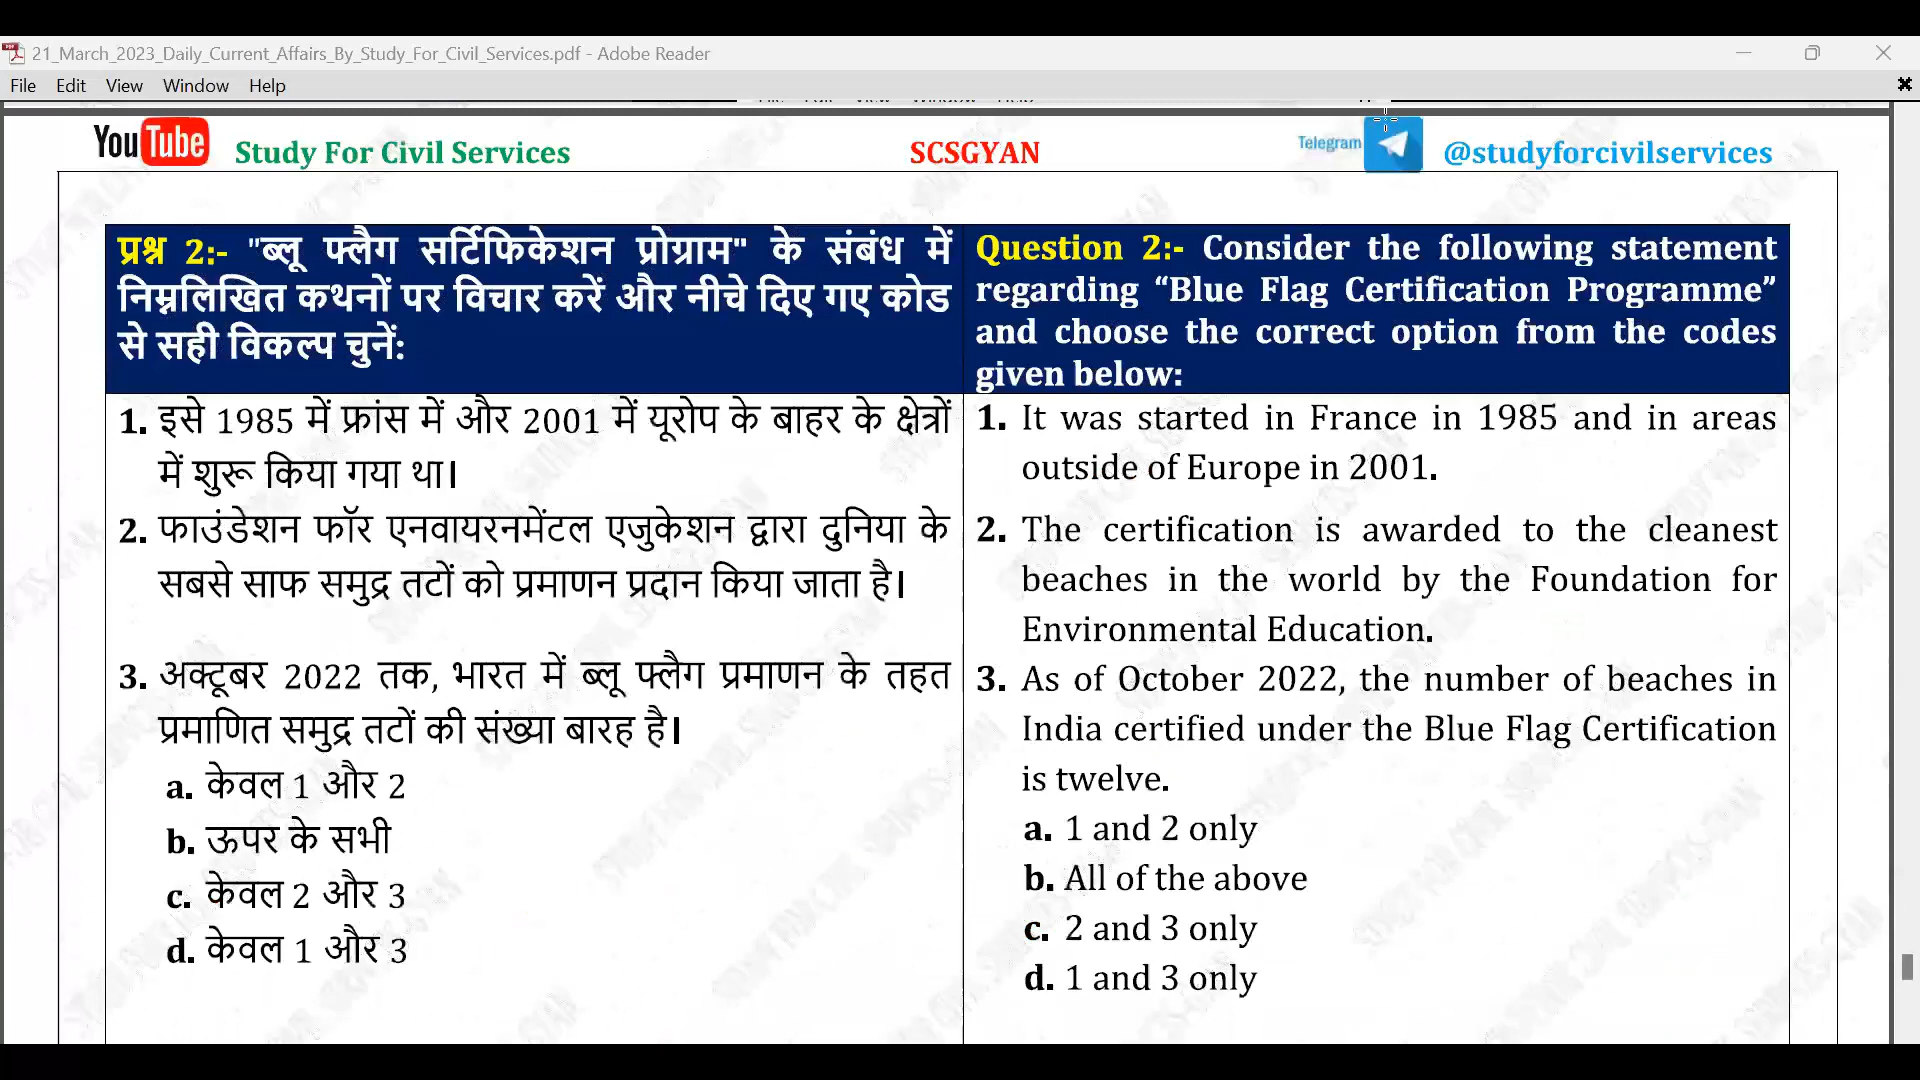 21_March_2023_Daily_Current_Affairs_By_Study_For_Civil_Services.pdf - Adobe Reader
File Edit View Window Help
YouTube Study For Civil Services SCSGYAN Telegram @studyforcivilservices
प्रश्न 2:- "ब्लू फ्लैग सर्टिफिकेशन प्रोग्राम" के संबंध में
निम्नलिखित कथनों पर विचार करें और नीचे दिए गए कोड
से सही विकल्प चुनें:
1. इसे 1985 में फ्रांस में और 2001 में यूरोप के बाहर के क्षेत्रों
में शुरू किया गया था।
2. फाउंडेशन फॉर एनवायरनमेंटल एजुकेशन द्वारा दुनिया के
सबसे साफ समुद्र तटों को प्रमाणन प्रदान किया जाता है।
3. अक्टूबर 2022 तक, भारत में ब्लू फ्लैग प्रमाणन के तहत
प्रमाणित समुद्र तटों की संख्या बारह है।
a. केवल 1 और 2
b. ऊपर के सभी
c. केवल 2 और 3
d. केवल 1 और 3
Question 2:- Consider the following statement
regarding “Blue Flag Certification Programme”
and choose the correct option from the codes
given below:
1. It was started in France in 1985 and in areas
outside of Europe in 2001.
2. The certification is awarded to the cleanest
beaches in the world by the Foundation for
Environmental Education.
3. As of October 2022, the number of beaches in
India certified under the Blue Flag Certification
is twelve.
a. 1 and 2 only
b. All of the above
c. 2 and 3 only
d. 1 and 3 only